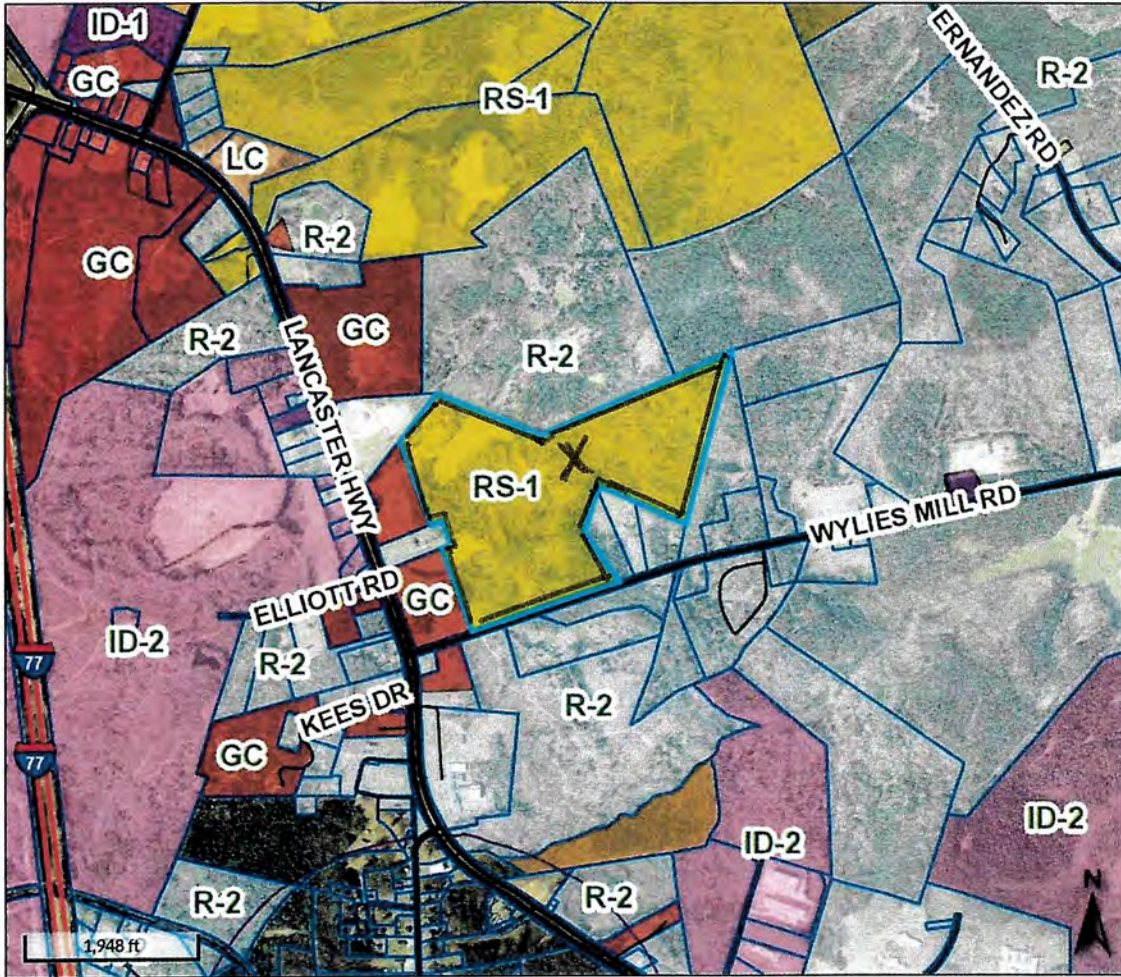 ID-1
GC
ERNANDEZ RD
R-2
RS-1
LC
R-2
GC
LANCASTER HWY
R-2
GC
R-2
X
RS-1
WYLIES MILL RD
ELLIOTT RD
GC
ID-2
R-2
77
KEES DR
R-2
GC
77
ID-2
ID-2
R-2
R-2
N
1,948 ft